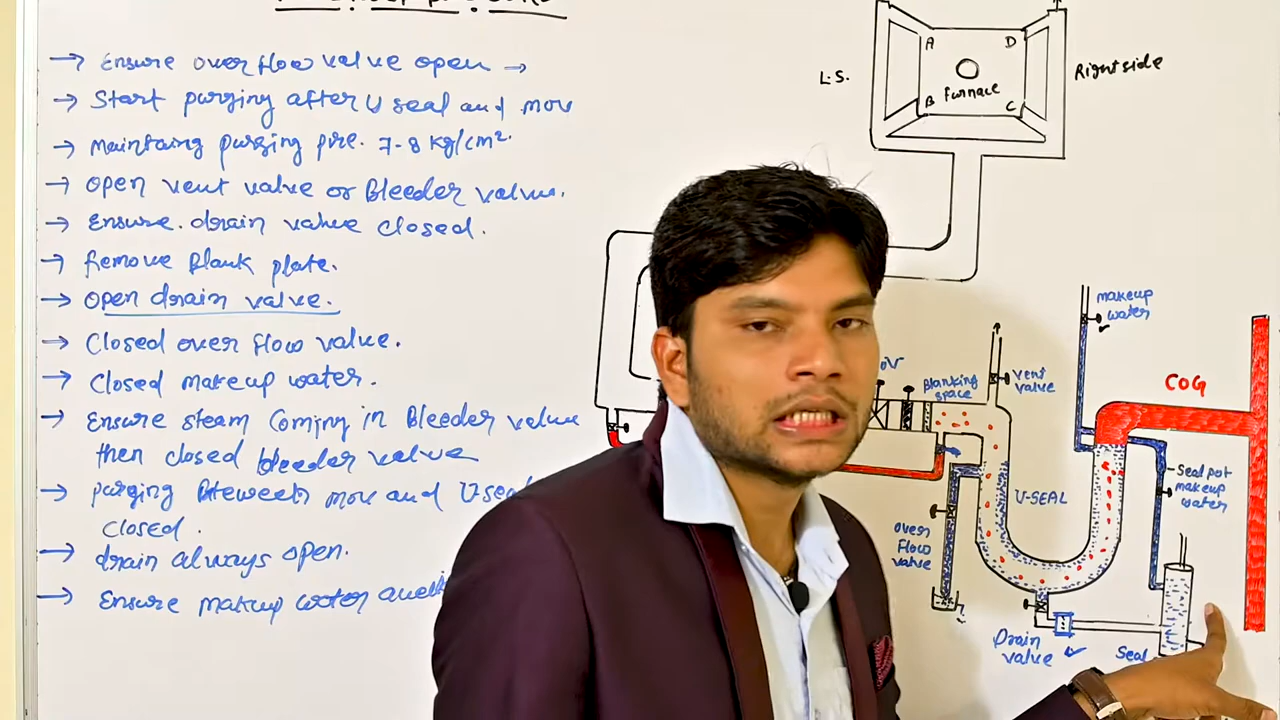 → Ensure over flow valve open →
→ Start purging after U seal and mov
→ Maintaing purging pre. 7-8 kg/cm².
→ Open vent valve or Bleeder valve.
→ Ensure. drain valve closed.
→ Remove Blank plate.
→ Open drain valve.
→ Closed over flow valve.
→ Closed makeup water.
→ Ensure steam Coming in Bleeder valve
then closed bleeder valve
→ purging Between mov and U seal
closed.
→ drain always open.
→ Ensure makeup water
A
D
L.S.
Furnace
B
C
Right side
makeup
water
COG
OV
Blanking
space
vent
valve
Seal pot
makeup
water
U-SEAL
over
Flow
valve
Drain
valve
Seal